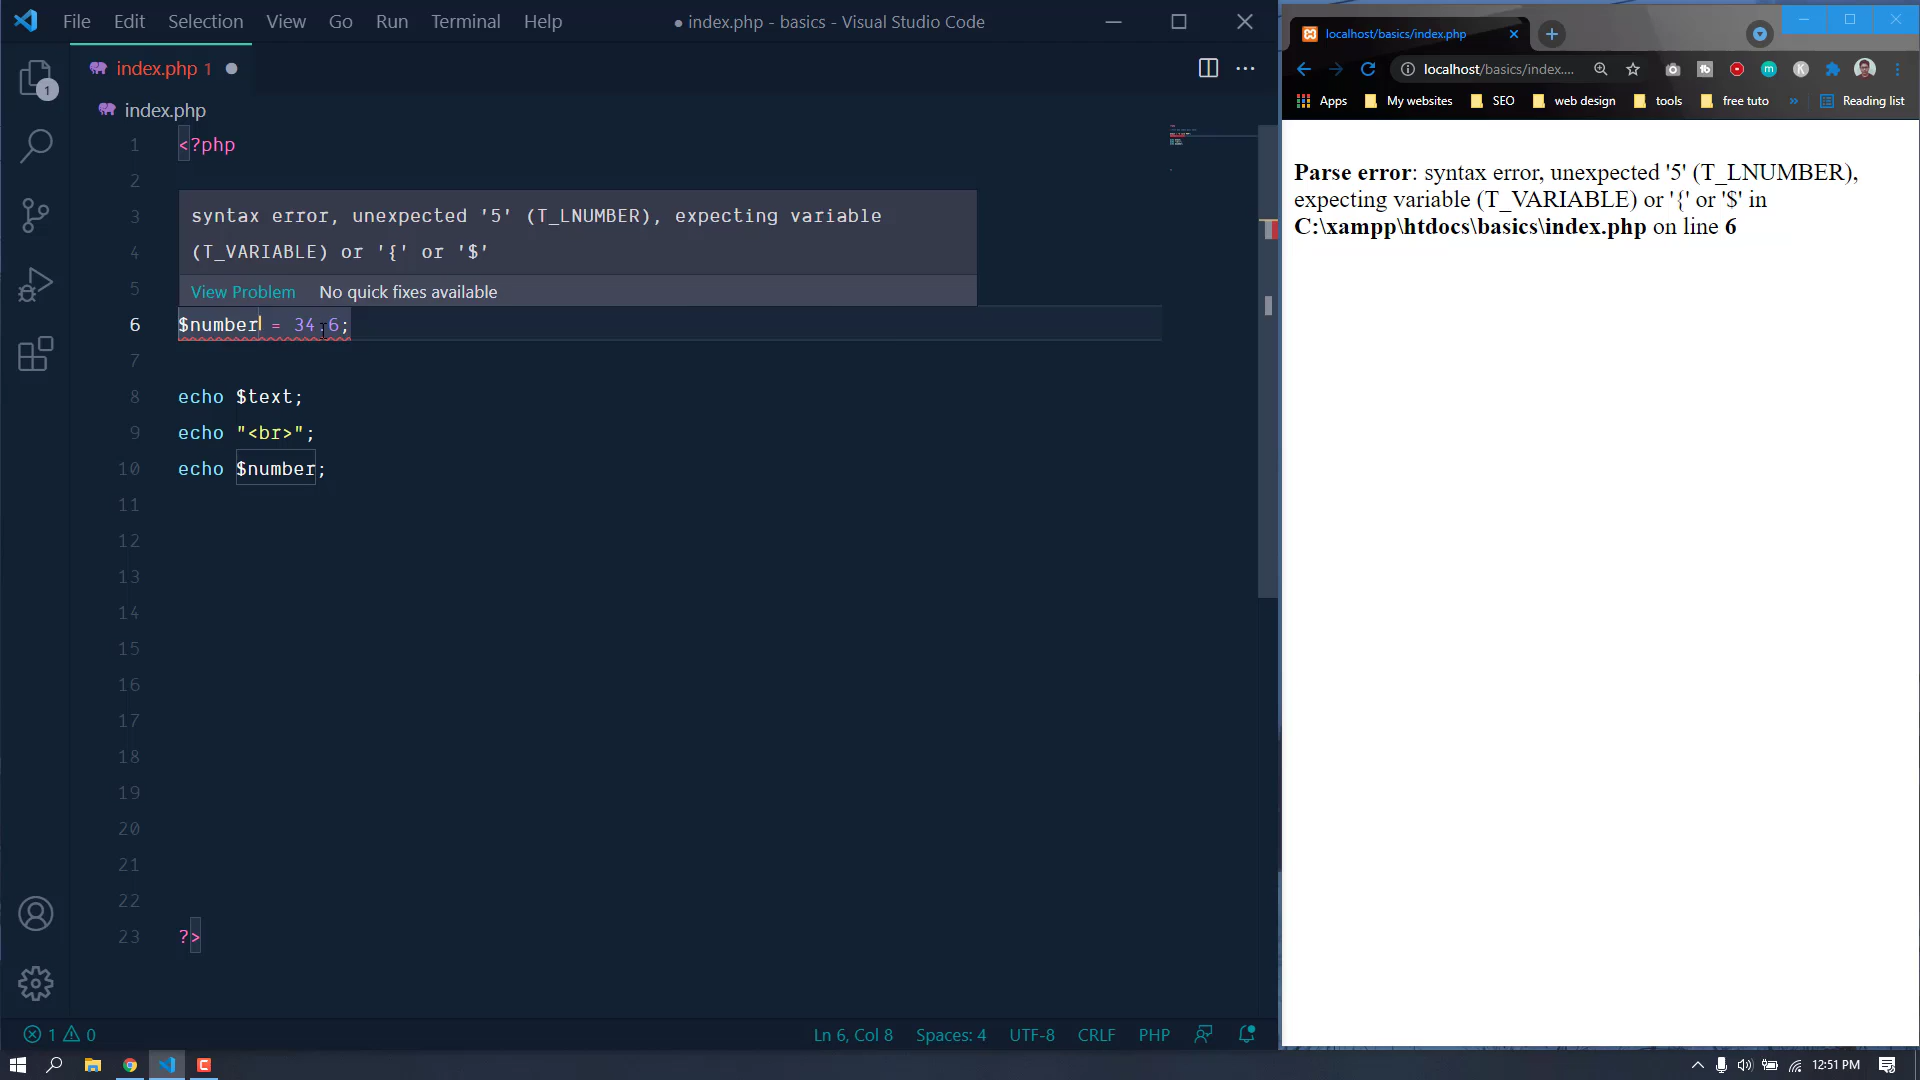 File Edit Selection View Go Run Terminal Help
● index.php - basics - Visual Studio Code
index.php 1
index.php
1 <?php
2
3
4
5
syntax error, unexpected '5' (T_LNUMBER), expecting variable
(T_VARIABLE) or '{' or '$'
View Problem No quick fixes available
6 $number = 34.6;
7
8 echo $text;
9 echo "<br>";
10 echo $number;
11
12
13
14
15
16
17
18
19
20
21
22
23 ?>
1
1 0
Ln 6, Col 8 Spaces: 4 UTF-8 CRLF PHP
localhost/basics/index.php
localhost/basics/index....
Apps My websites SEO web design tools free tuto » Reading list
Parse error: syntax error, unexpected '5' (T_LNUMBER),
expecting variable (T_VARIABLE) or '{' or '$' in
C:\xampp\htdocs\basics\index.php on line 6
12:51 PM